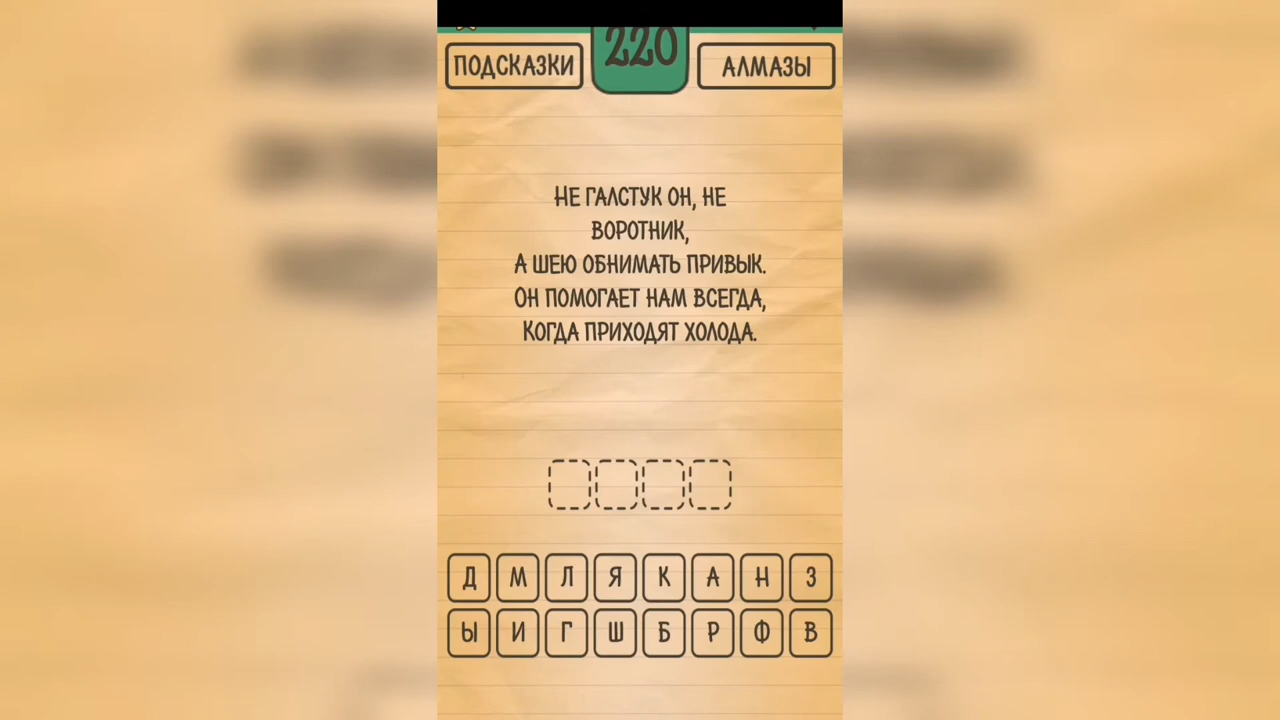 ПОДСКАЗКИ 220 АЛМАЗЫ
НЕ ГАЛСТУК ОН, НЕ
ВОРОТНИК,
А ШЕЮ ОБНИМАТЬ ПРИВЫК.
ОН ПОМОГАЕТ НАМ ВСЕГДА,
КОГДА ПРИХОДЯТ ХОЛОДА.
Д М Л Я К А Н З
Ы И Г Ш Б Р Ф В